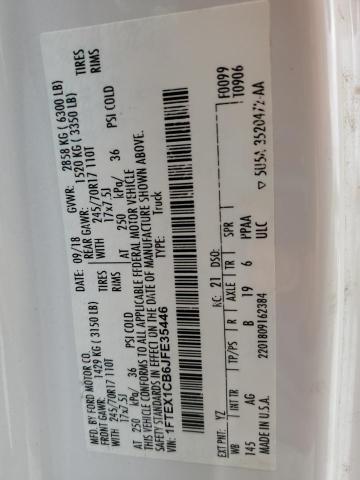 MFD. BY FORD MOTOR CO.
DATE: 09/18 GVWR: 2858 KG ( 6300 LB)
FRONT GAWR: 1429 KG ( 3150 LB) REAR GAWR: 1520 KG ( 3350 LB)
WITH 245/70R17 110T TIRES WITH 245/70R17 110T TIRES
17x7.5J RIMS 17x7.5J RIMS
AT 250 kPa/ 36 PSI COLD AT 250 kPa/ 36 PSI COLD
THIS VEHICLE CONFORMS TO ALL APPLICABLE FEDERAL MOTOR VEHICLE
SAFETY STANDARDS IN EFFECT ON THE DATE OF MANUFACTURE SHOWN ABOVE.
VIN: 1FTEX1CB6JFE35446 TYPE: Truck
F0099
T0906
EXT PNT: YZ RC: 21 DSO:
WB INT TR TP/PS R AXLE TR SPR
145 AG B 19 6 PPAA
2201809162384 ULC
MADE IN U.S.A. ▽ 5U5A 3520472 AA